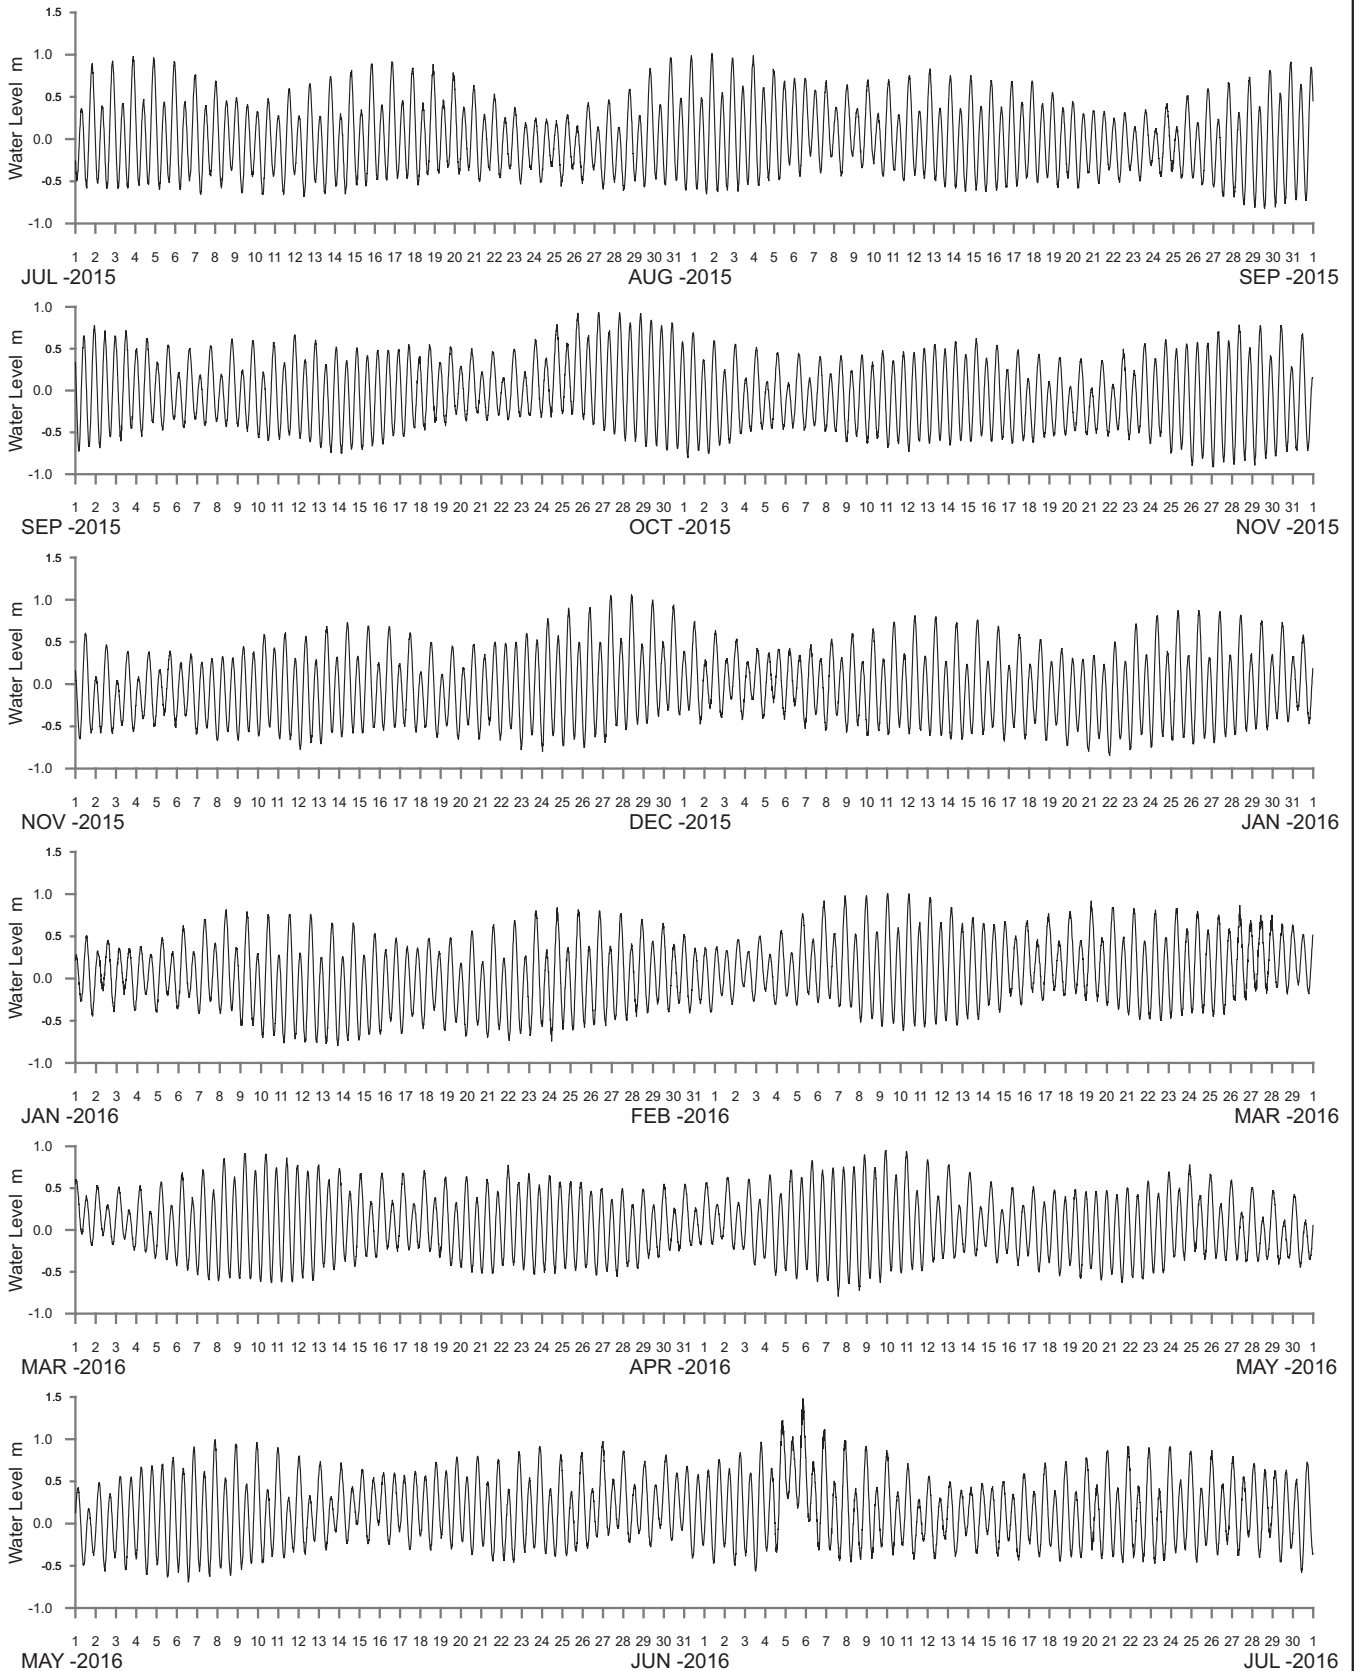 1.5
1.0
0.5
0.0
-0.5
-1.0
Water Level m
1 2 3 4 5 6 7 8 9 10 11 12 13 14 15 16 17 18 19 20 21 22 23 24 25 26 27 28 29 30 31 1 2 3 4 5 6 7 8 9 10 11 12 13 14 15 16 17 18 19 20 21 22 23 24 25 26 27 28 29 30 31 1
JUL -2015 AUG -2015 SEP -2015
1.0
0.5
0.0
-0.5
-1.0
Water Level m
1 2 3 4 5 6 7 8 9 10 11 12 13 14 15 16 17 18 19 20 21 22 23 24 25 26 27 28 29 30 1 2 3 4 5 6 7 8 9 10 11 12 13 14 15 16 17 18 19 20 21 22 23 24 25 26 27 28 29 30 31 1
SEP -2015 OCT -2015 NOV -2015
1.5
1.0
0.5
0.0
-0.5
-1.0
Water Level m
1 2 3 4 5 6 7 8 9 10 11 12 13 14 15 16 17 18 19 20 21 22 23 24 25 26 27 28 29 30 1 2 3 4 5 6 7 8 9 10 11 12 13 14 15 16 17 18 19 20 21 22 23 24 25 26 27 28 29 30 31 1
NOV -2015 DEC -2015 JAN -2016
1.5
1.0
0.5
0.0
-0.5
-1.0
Water Level m
1 2 3 4 5 6 7 8 9 10 11 12 13 14 15 16 17 18 19 20 21 22 23 24 25 26 27 28 29 30 31 1 2 3 4 5 6 7 8 9 10 11 12 13 14 15 16 17 18 19 20 21 22 23 24 25 26 27 28 29 1
JAN -2016 FEB -2016 MAR -2016
1.0
0.5
0.0
-0.5
-1.0
Water Level m
1 2 3 4 5 6 7 8 9 10 11 12 13 14 15 16 17 18 19 20 21 22 23 24 25 26 27 28 29 30 31 1 2 3 4 5 6 7 8 9 10 11 12 13 14 15 16 17 18 19 20 21 22 23 24 25 26 27 28 29 30 1
MAR -2016 APR -2016 MAY -2016
1.5
1.0
0.5
0.0
-0.5
-1.0
Water Level m
1 2 3 4 5 6 7 8 9 10 11 12 13 14 15 16 17 18 19 20 21 22 23 24 25 26 27 28 29 30 31 1 2 3 4 5 6 7 8 9 10 11 12 13 14 15 16 17 18 19 20 21 22 23 24 25 26 27 28 29 30 1
MAY -2016 JUN -2016 JUL -2016